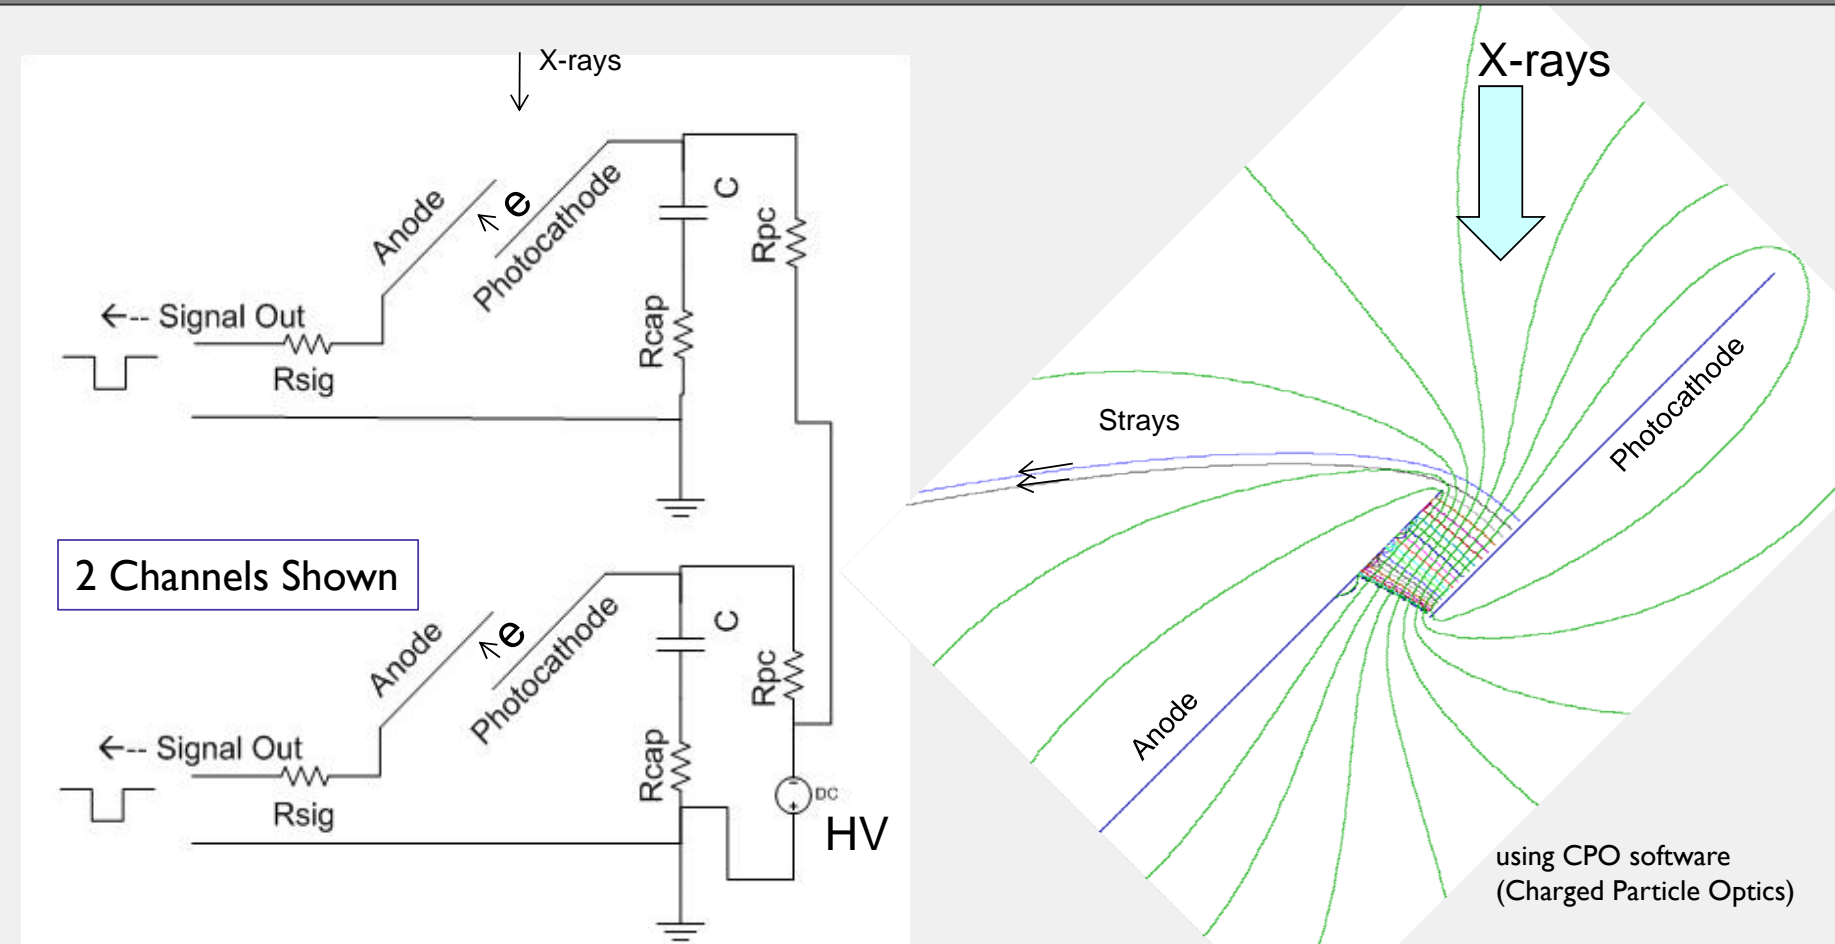 X-rays
Anode
e
Photocathode
C
Rpc
Rcap
←-- Signal Out
Rsig
2 Channels Shown
Anode
e
Photocathode
C
Rpc
Rcap
←-- Signal Out
Rsig
DC
HV
X-rays
Strays
Photocathode
Anode
using CPO software
(Charged Particle Optics)